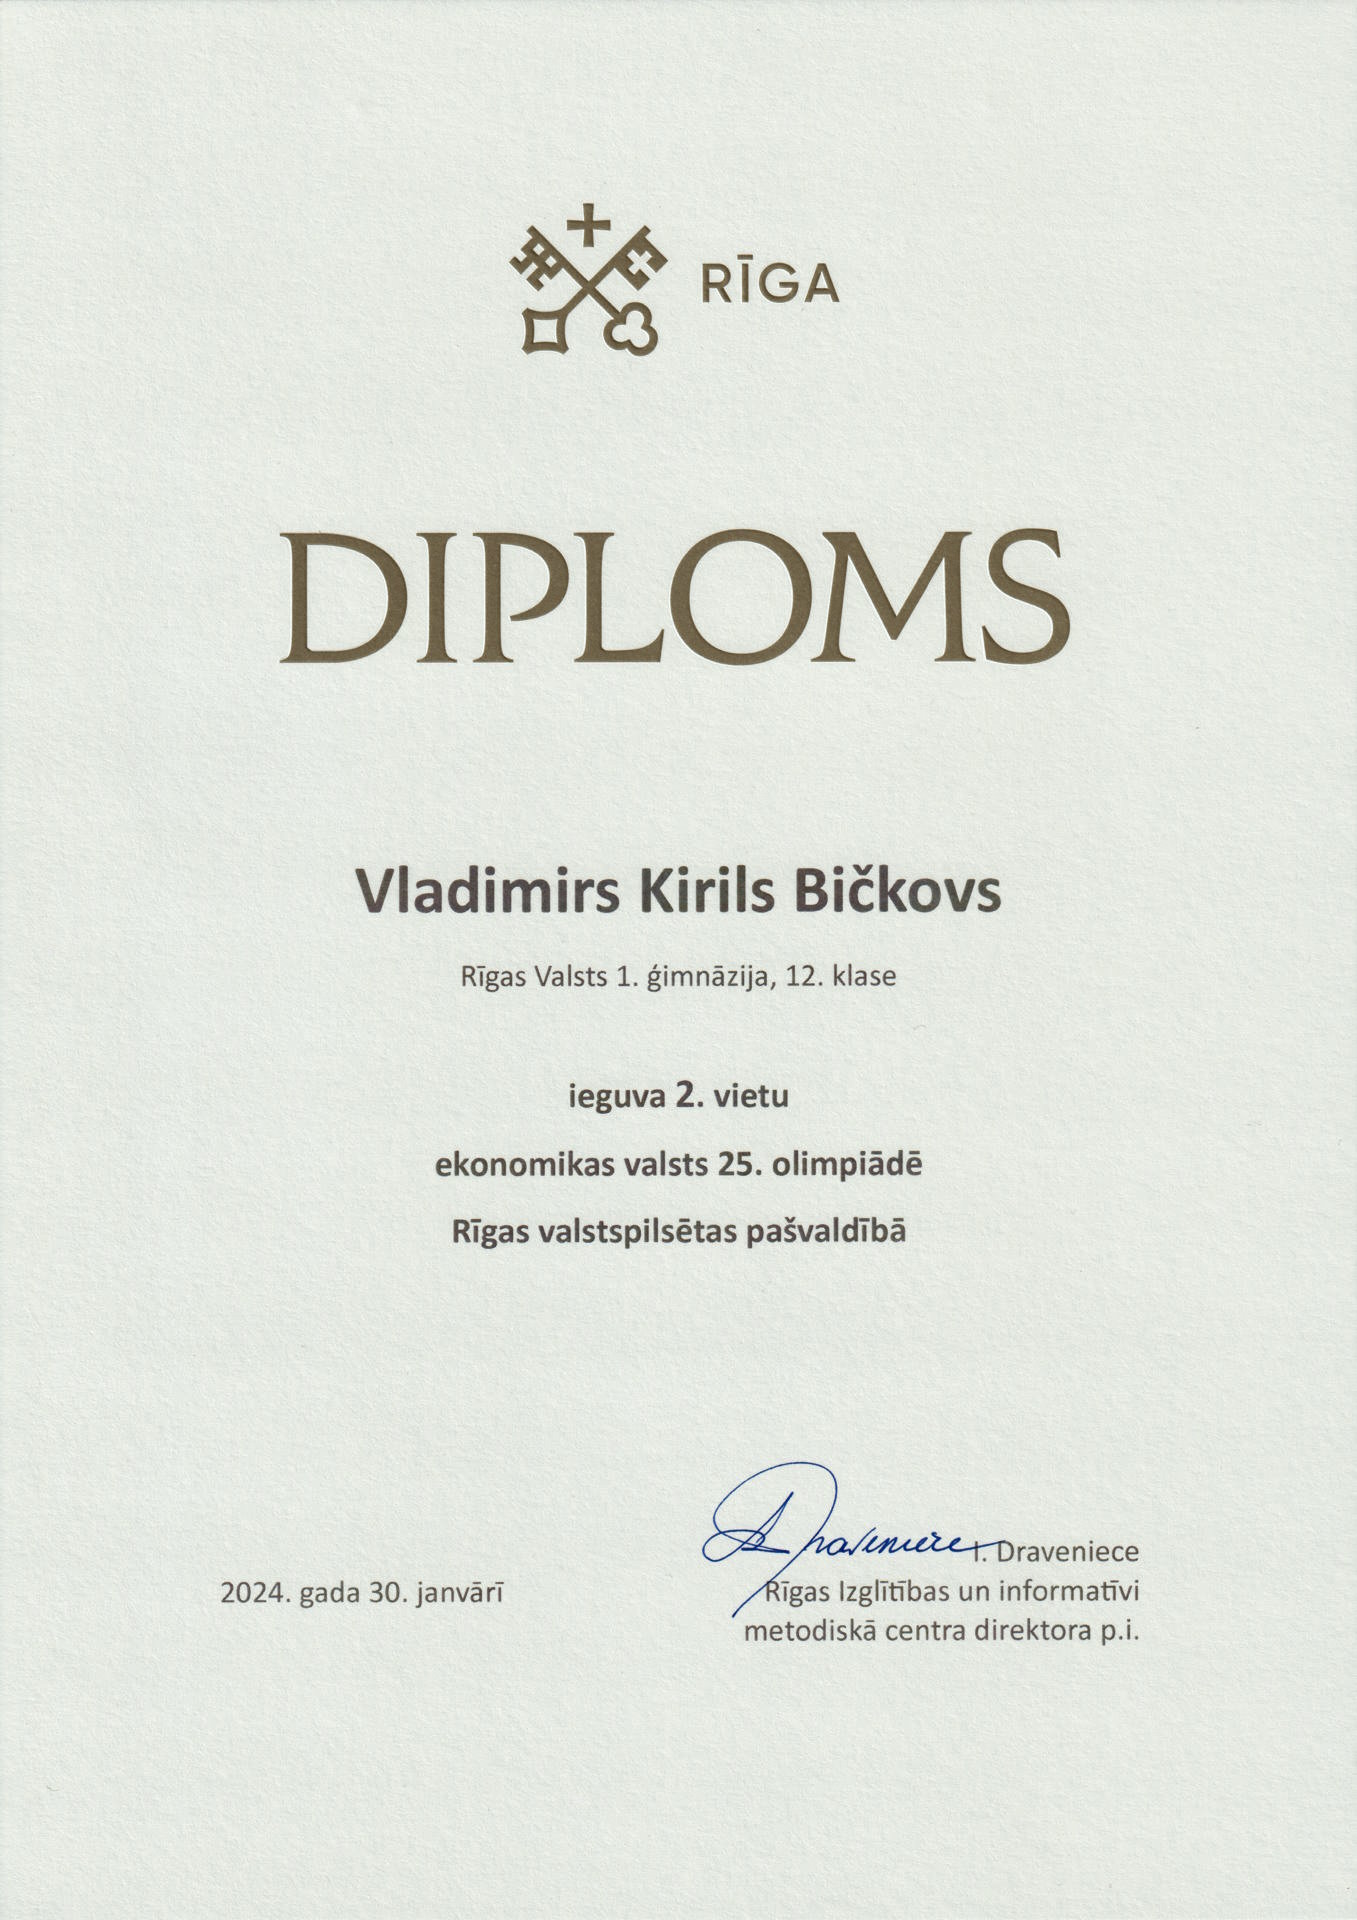 RĪGA
DIPLOMS
Vladimirs Kirils Bičkovs
Rīgas Valsts 1. ģimnāzija, 12. klase
ieguva 2. vietu
ekonomikas valsts 25. olimpiādē
Rīgas valstspilsētas pašvaldībā
Draveniece
I. Draveniece
2024. gada 30. janvārī
Rīgas Izglītības un informatīvi
metodiskā centra direktora p.i.